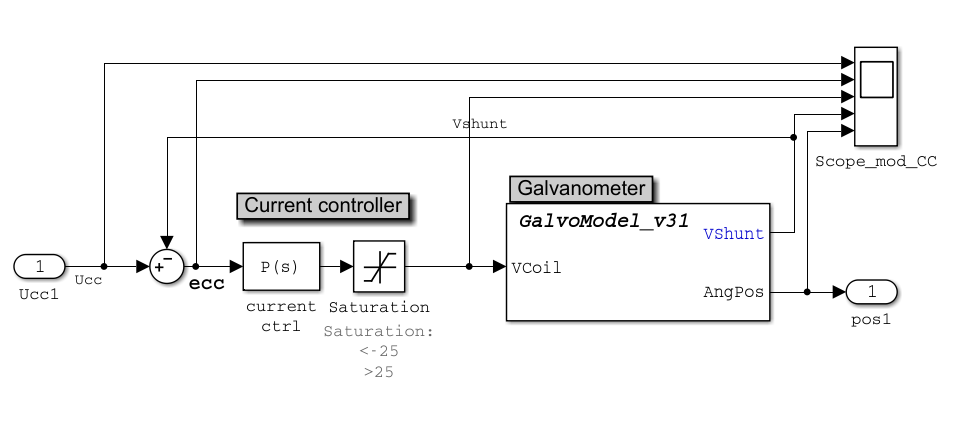 Vshunt
Scope_mod_CC
Galvanometer
Current controller
GalvoModel_v31
VShunt
−
+
1
Ucc
Ucc1
ecc
P(s)
current
ctrl
Saturation
Saturation:
<-25
>25
VCoil
AngPos
1
pos1